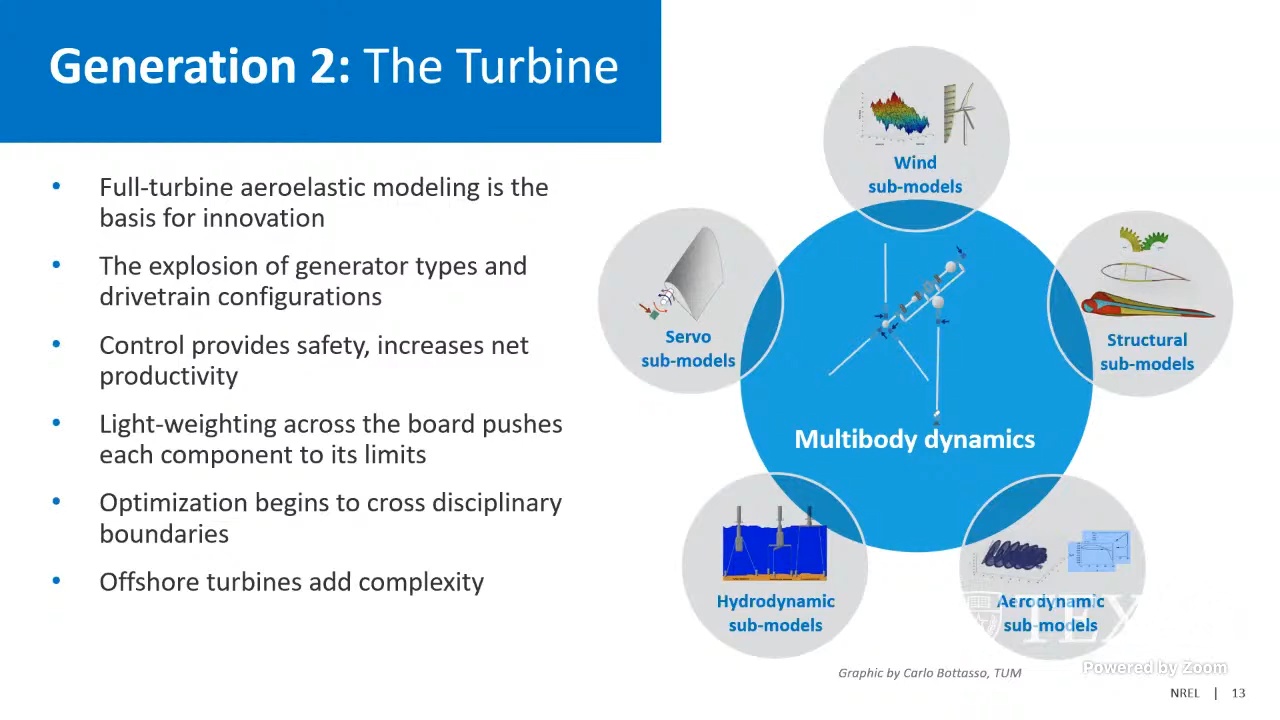 Generation 2: The Turbine
• Full-turbine aeroelastic modeling is the
basis for innovation
• The explosion of generator types and
drivetrain configurations
• Control provides safety, increases net
productivity
• Light-weighting across the board pushes
each component to its limits
• Optimization begins to cross disciplinary
boundaries
• Offshore turbines add complexity
Wind
sub-models
Servo
sub-models
Structural
sub-models
Multibody dynamics
Hydrodynamic
sub-models
Aerodynamic
sub-models
Graphic by Carlo Bottasso, TUM
Powered by Zoom
NREL | 13